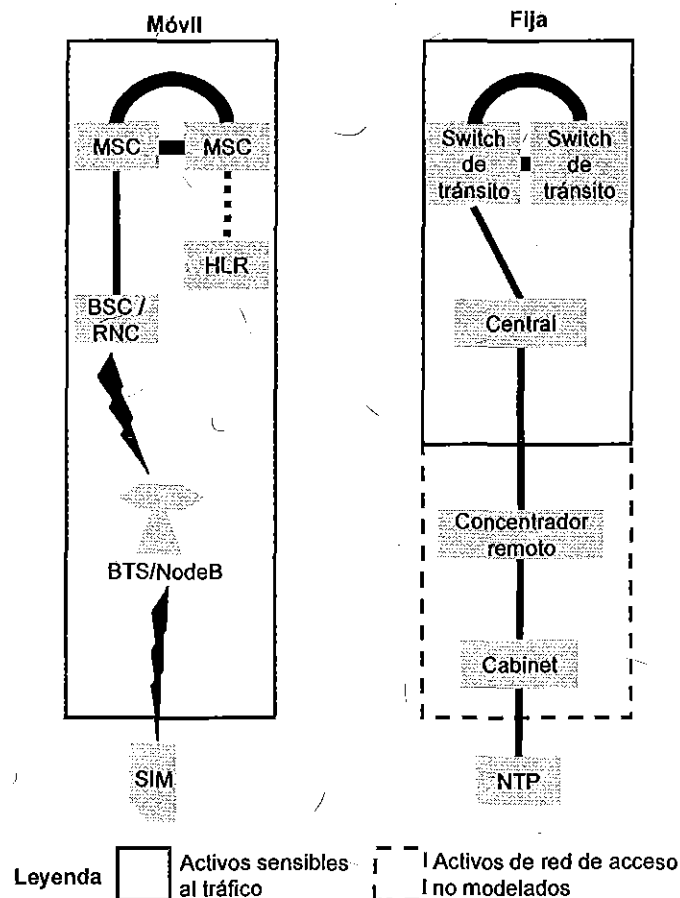 Móvil
Fija
MSC
MSC
Switch
de
tránsito
Switch
de
tránsito
HLR
BSC /
RNC
Central
Concentrador
remoto
BTS/NodeB
Cabinet
SIM
NTP
Leyenda
Activos sensibles
al tráfico
Activos de red de acceso
no modelados